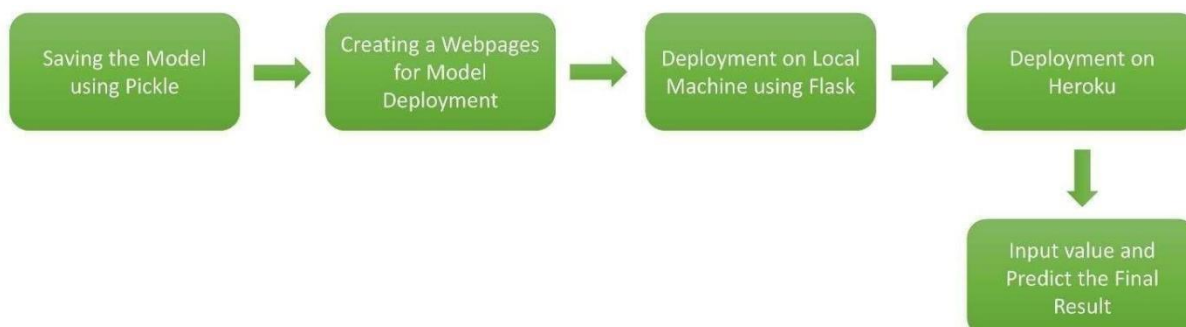 Saving the Model
using Pickle
Creating a Webpages
for Model
Deployment
Deployment on Local
Machine using Flask
Deployment on
Heroku
Input value and
Predict the Final
Result